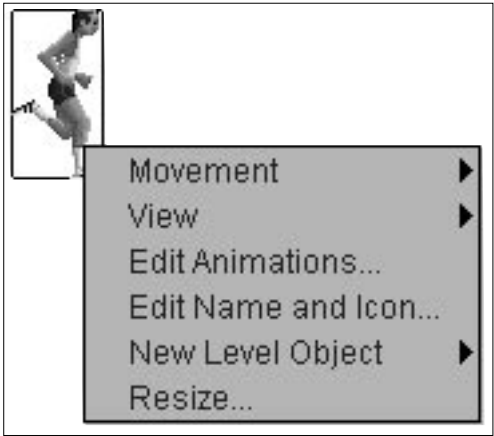 Movement
View
Edit Animations...
Edit Name and Icon...
New Level Object
Resize...